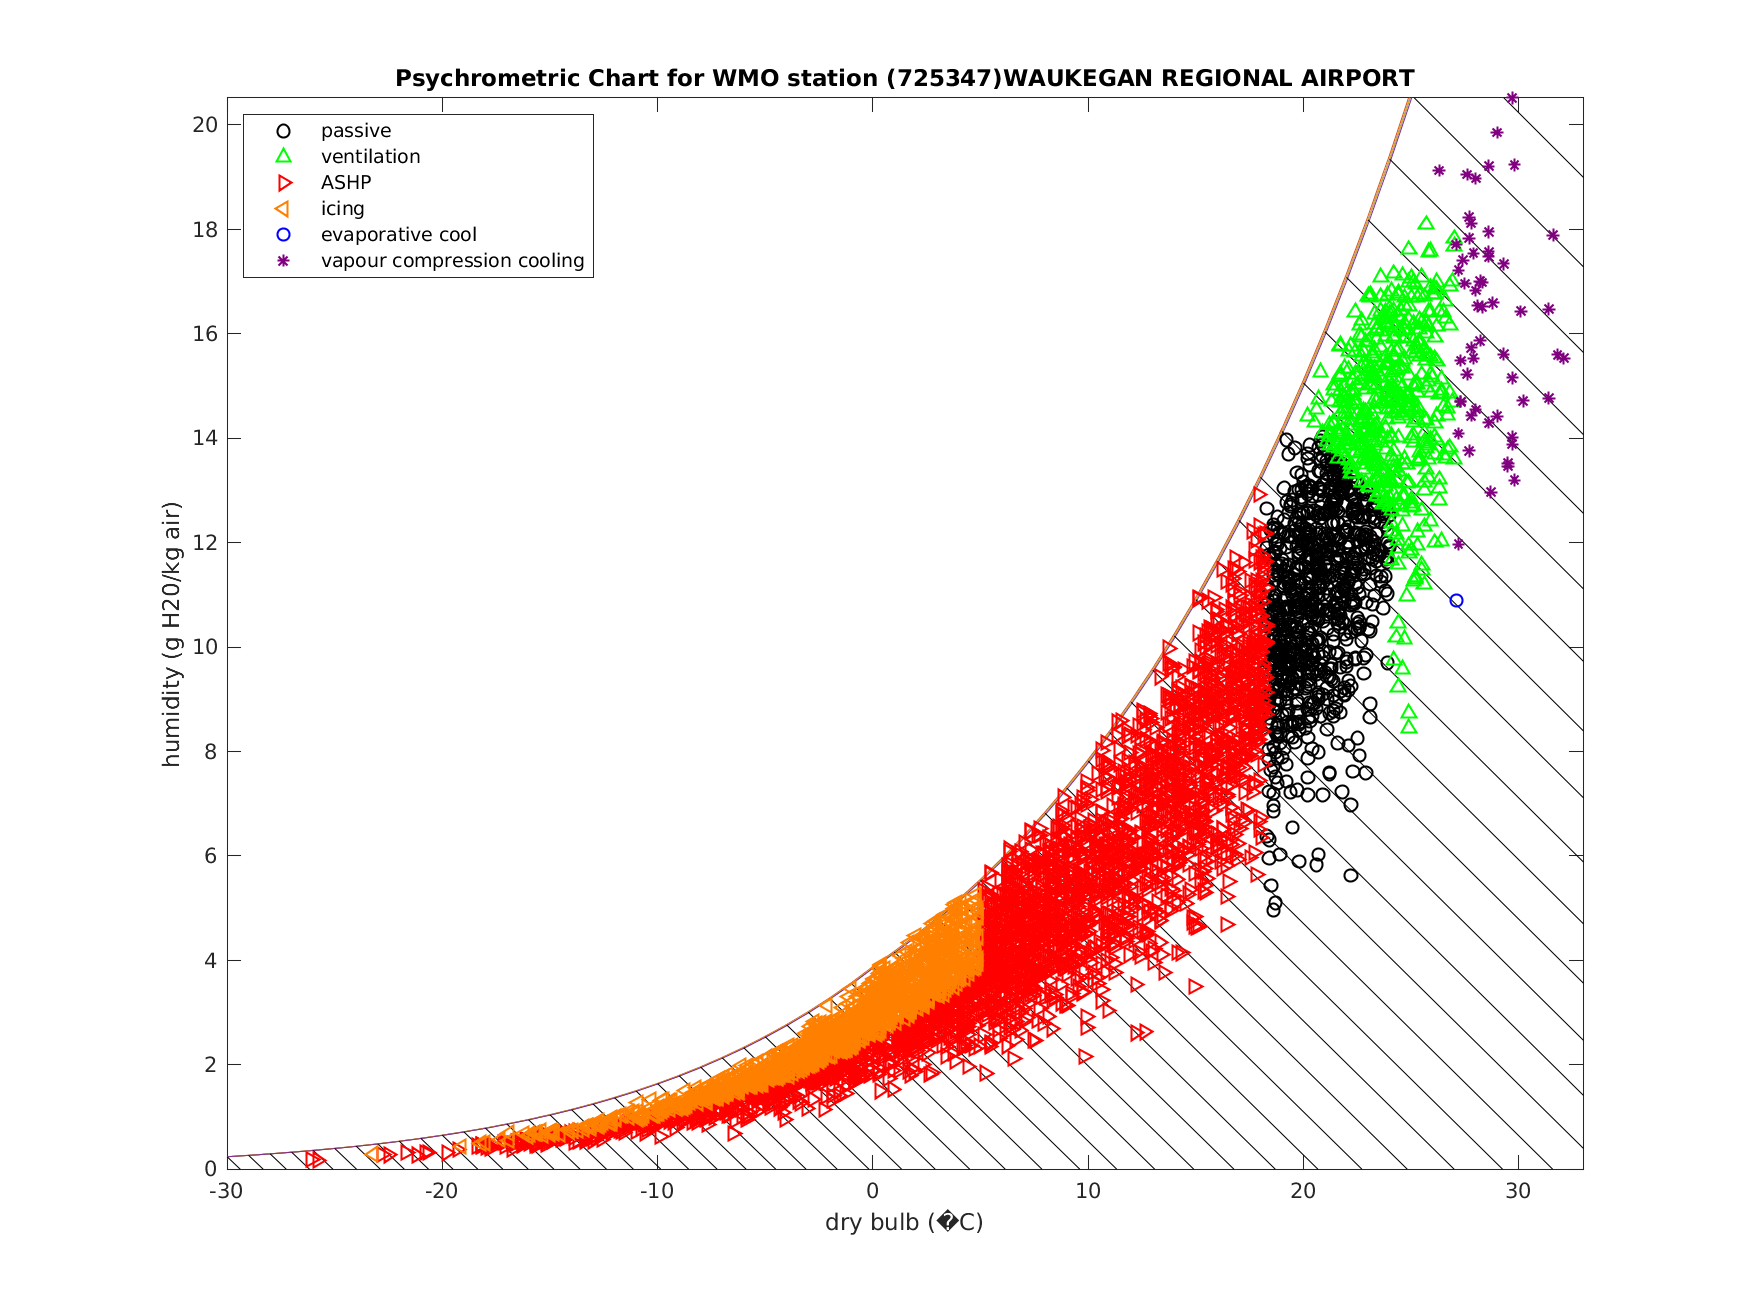 Psychrometric Chart for WMO station (725347)WAUKEGAN REGIONAL AIRPORT
passive
ventilation
ASHP
icing
evaporative cool
vapour compression cooling
humidity (g H20/kg air)
20
18
16
14
12
10
8
6
4
2
0
-30 -20 -10 0 10 20 30
dry bulb (�C)